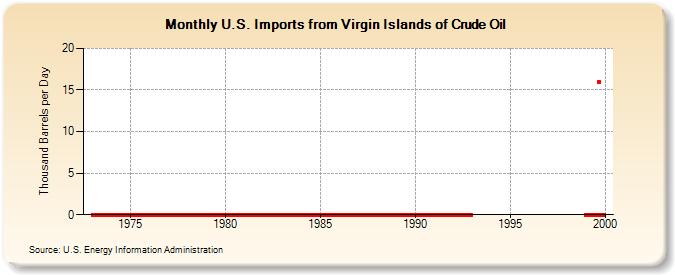 Monthly U.S. Imports from Virgin Islands of Crude Oil
Thousand Barrels per Day
20
15
10
5
0
1975 1980 1985 1990 1995 2000
Source: U.S. Energy Information Administration